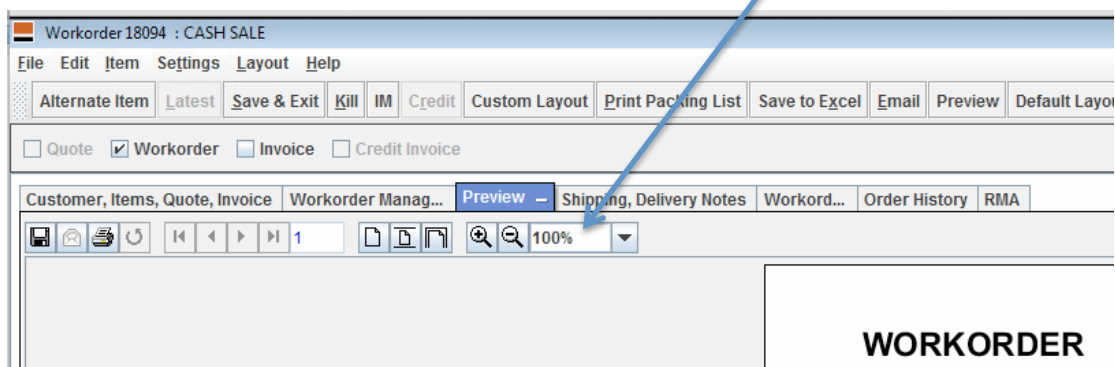 Workorder 18094 : CASH SALE
File Edit Item Settings Layout Help
Alternate Item Latest Save & Exit Kill IM Credit Custom Layout Print Packing List Save to Excel Email Preview Default Layou
Quote Workorder Invoice Credit Invoice
Customer, Items, Quote, Invoice Workorder Manag... Preview Shipping, Delivery Notes Workord... Order History RMA
1 100%
WORKORDER